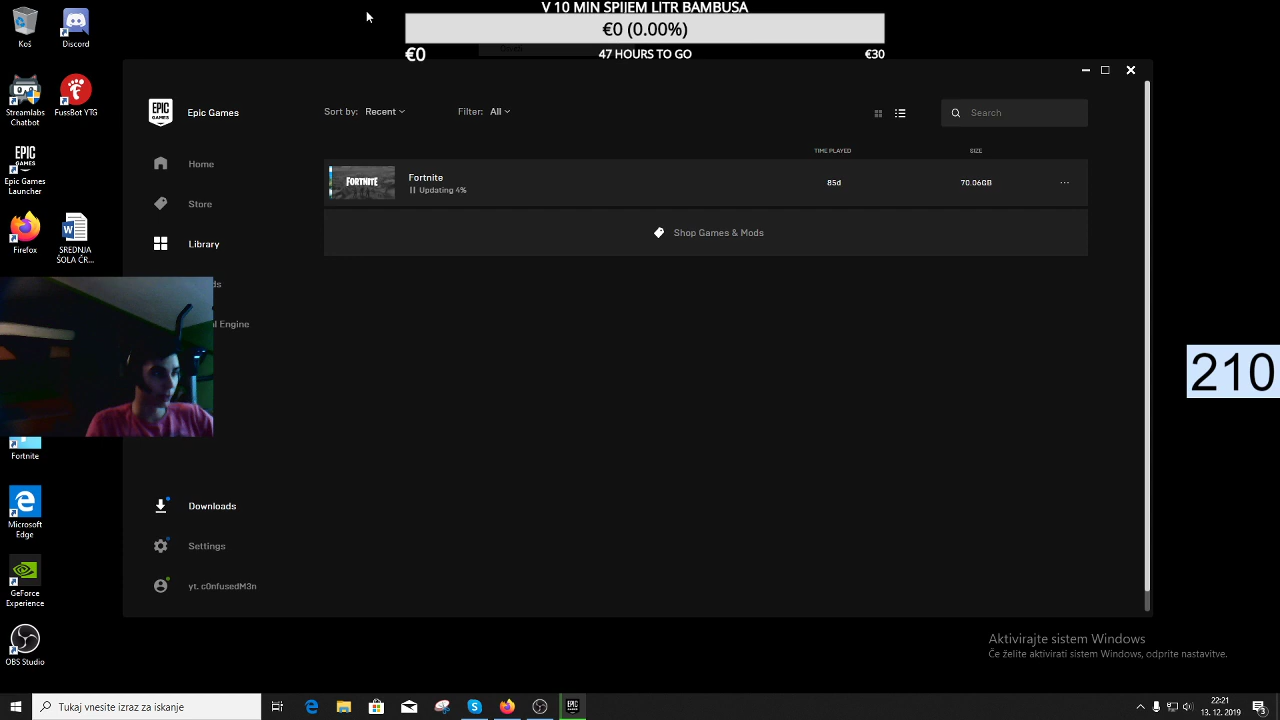 V 10 MIN SPIJEM LITR BAMBUSA
€0 (0.00%)
€0 47 HOURS TO GO €30
Koš
Discord
Streamlabs Chatbot
FussBot YTG
Epic Games Launcher
Firefox
SREDNJA ŠOLA ČR...
Fortnite
Microsoft Edge
GeForce Experience
OBS Studio
EPIC GAMES
Epic Games
Home
Store
Library
ds
l Engine
Downloads
Settings
yt. c0nfusedM3n
Sort by: Recent
Filter: All
Search
TIME PLAYED SIZE
FORTNITE
Fortnite
Updating 4%
85d 70.06GB ...
Shop Games & Mods
210
Aktivirajte sistem Windows
Če želite aktivirati sistem Windows, odprite nastavitve.
Tukaj vnesite izraz za iskanje
22:21
13. 12. 2019